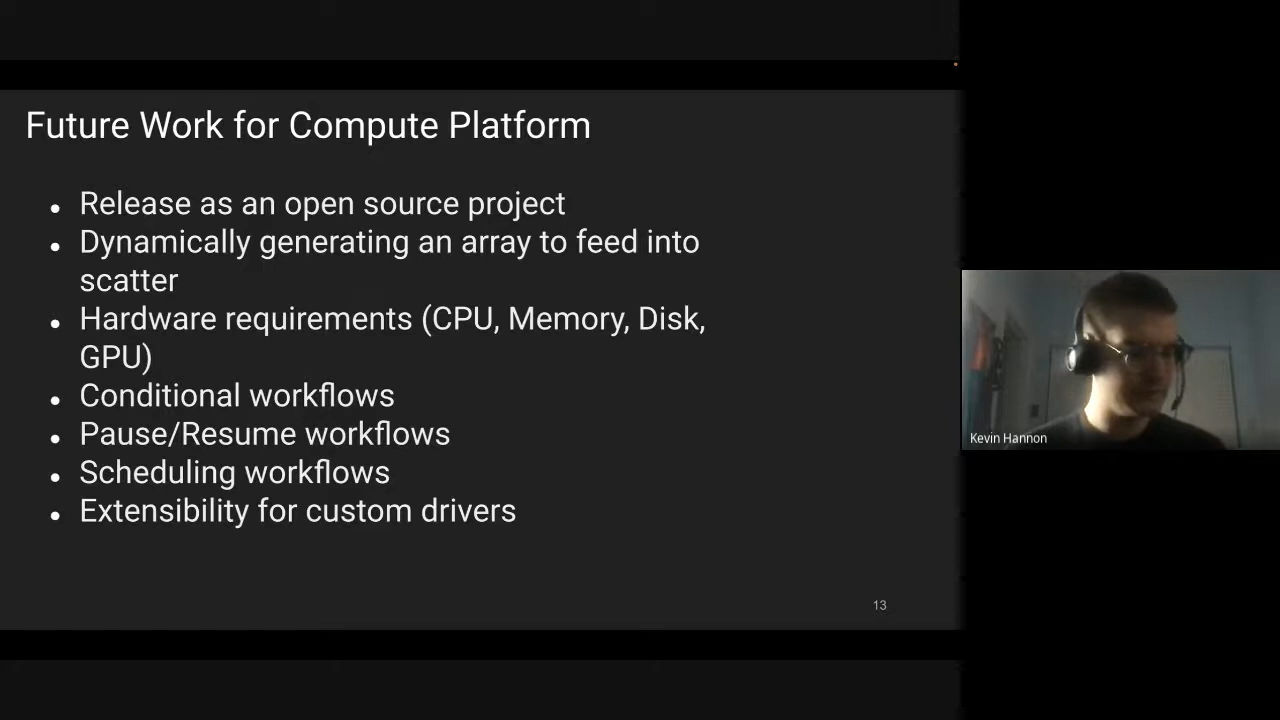 Future Work for Compute Platform
● Release as an open source project
● Dynamically generating an array to feed into
scatter
● Hardware requirements (CPU, Memory, Disk,
GPU)
● Conditional workflows
● Pause/Resume workflows
● Scheduling workflows
● Extensibility for custom drivers
13
Kevin Hannon